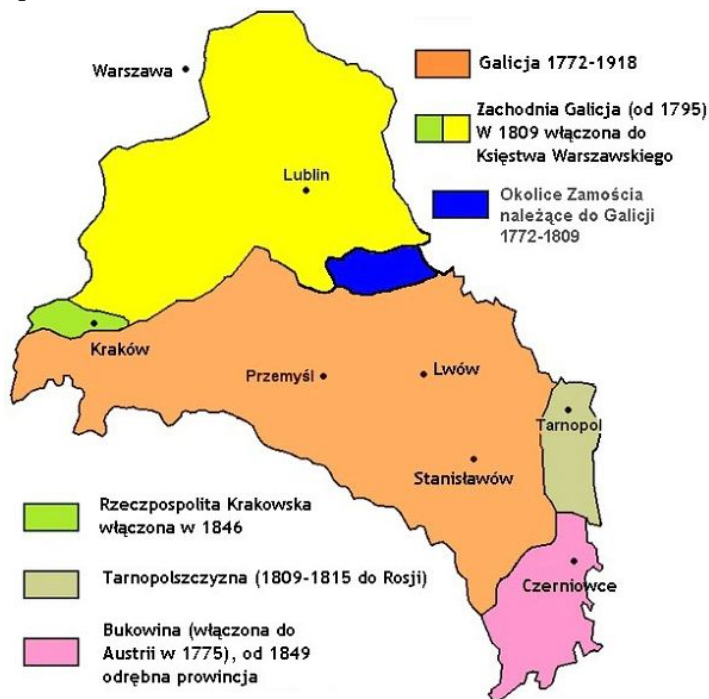 Warszawa
Galicja 1772-1918
Zachodnia Galicja (od 1795)
W 1809 włączona do
Księstwa Warszawskiego
Lublin
Okolice Zamościa
należące do Galicji
1772-1809
Kraków
Przemyśl
Lwów
Tarnopol
Stanisławów
Rzeczpospolita Krakowska
włączona w 1846
Tarnopolszczyzna (1809-1815 do Rosji)
Czerniowce
Bukowina (włączona do
Austrii w 1775), od 1849
odrębna prowincja